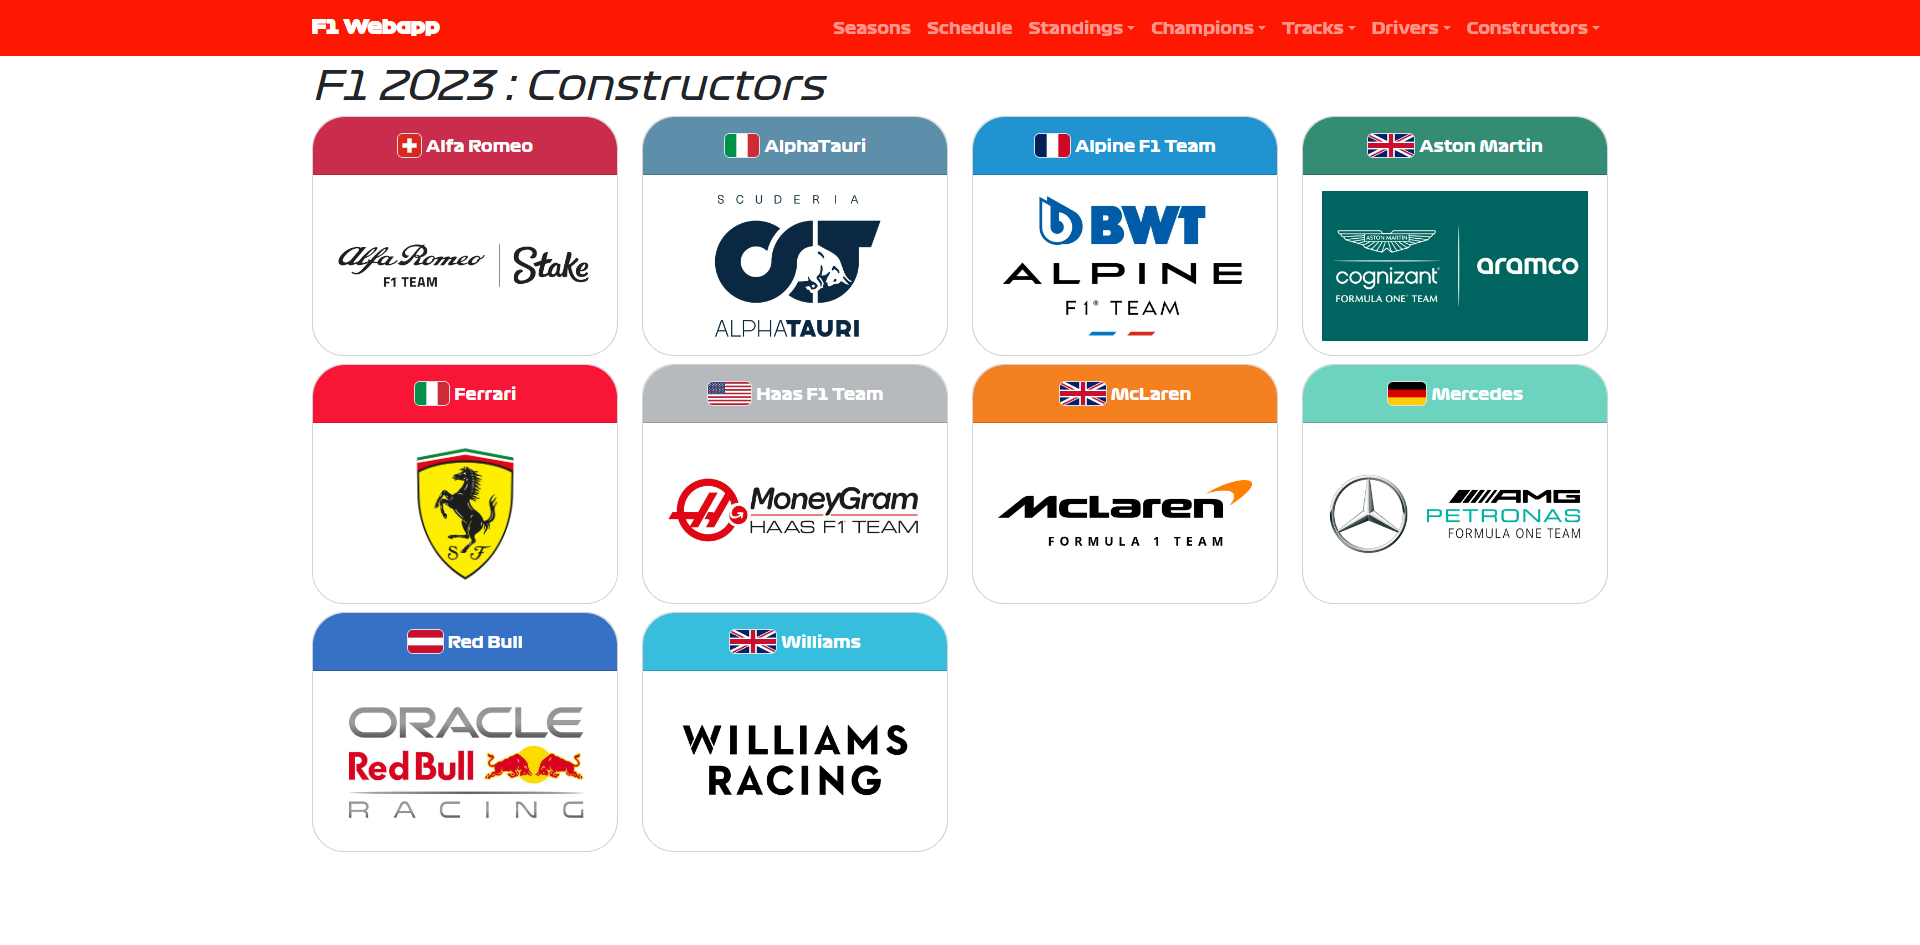 F1 Webapp
Seasons Schedule Standings Champions Tracks Drivers Constructors
F1 2023 : Constructors
Alfa Romeo
Alfa Romeo
F1 TEAM
Stake
AlphaTauri
SCUDERIA
ALPHATAURI
Alpine F1 Team
BWT
ALPINE
F1® TEAM
Aston Martin
ASTON MARTIN
cognizant
FORMULA ONE™ TEAM
aramco
Ferrari
S F
Haas F1 Team
H
MoneyGram
HAAS F1 TEAM
McLaren
McLaren
FORMULA 1 TEAM
Mercedes
AMG
PETRONAS
FORMULA ONE TEAM
Red Bull
ORACLE
Red Bull
RACING
Williams
WILLIAMS
RACING